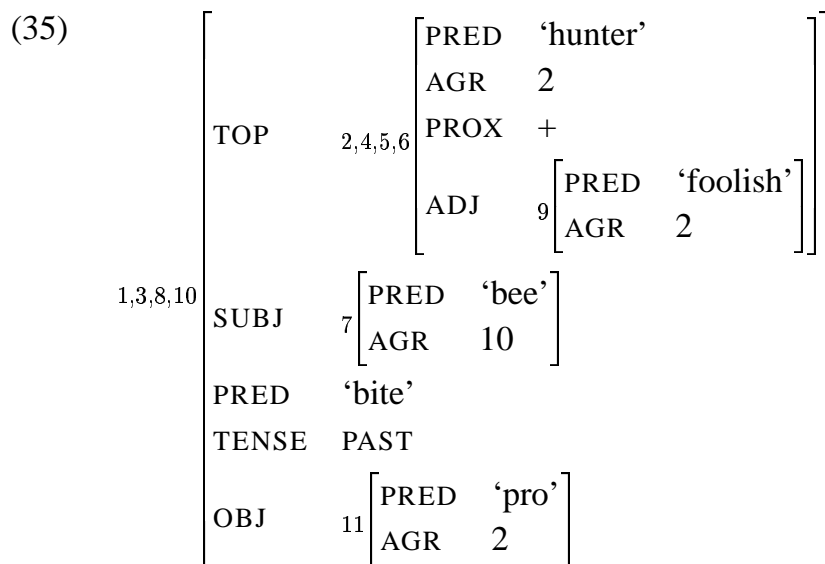 (35)
PRED ‘hunter’
AGR 2
TOP 2,4,5,6 PROX +
ADJ 9 PRED ‘foolish’
AGR 2
1,3,8,10
SUBJ 7 PRED ‘bee’
AGR 10
PRED ‘bite’
TENSE PAST
OBJ 11 PRED ‘pro’
AGR 2